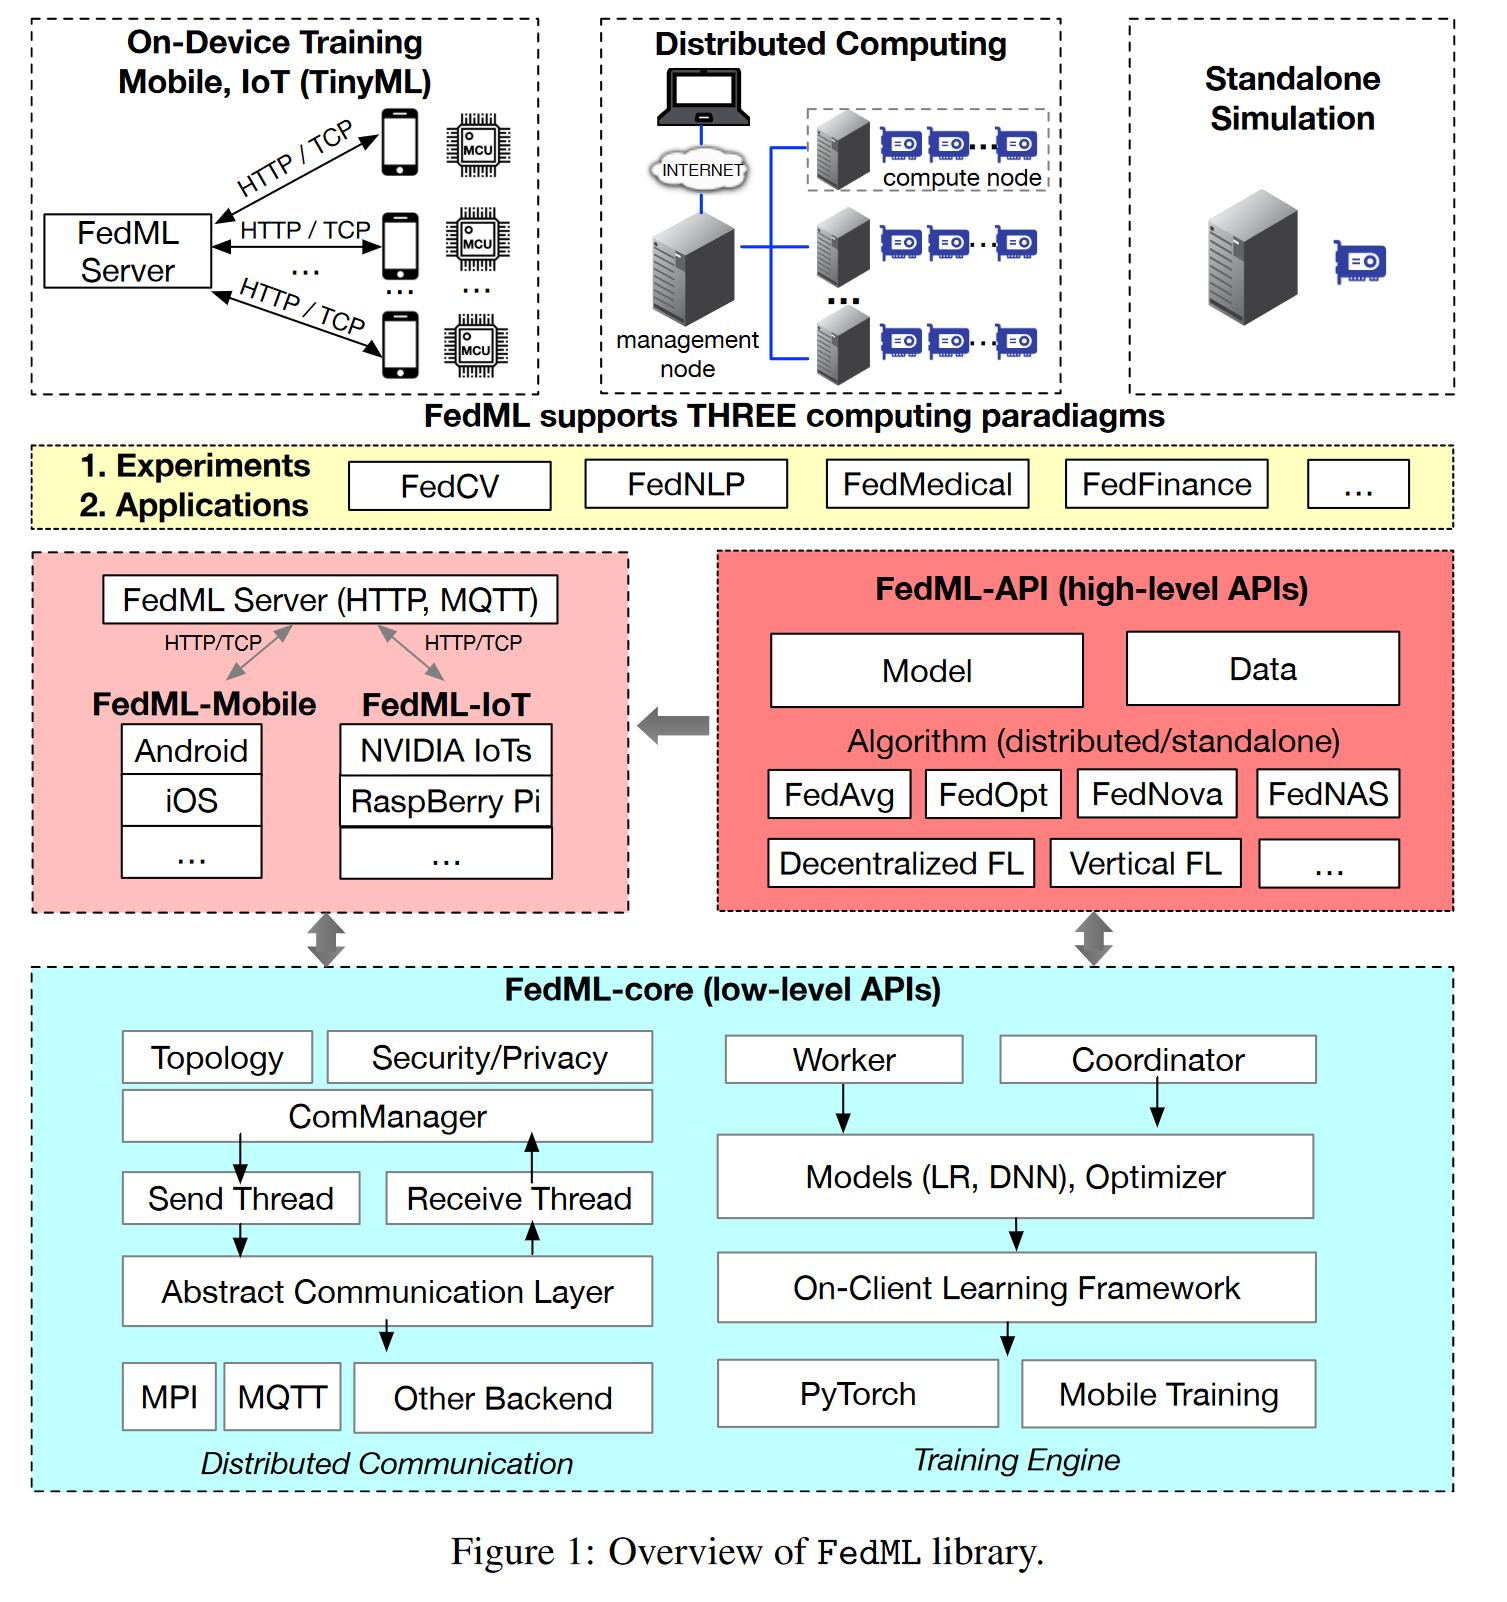 On-Device Training
Mobile, IoT (TinyML)
HTTP / TCP
MCU
FedML
Server
HTTP / TCP
...
MCU
...
...
HTTP / TCP
MCU
Distributed Computing
INTERNET
...
compute node
...
...
management
node
...
Standalone
Simulation
FedML supports THREE computing paradiagms
1. Experiments
2. Applications
FedCV
FedNLP
FedMedical
FedFinance
...
FedML Server (HTTP, MQTT)
HTTP/TCP
HTTP/TCP
FedML-Mobile
Android
iOS
...
FedML-IoT
NVIDIA IoTs
RaspBerry Pi
...
FedML-API (high-level APIs)
Model
Data
Algorithm (distributed/standalone)
FedAvg
FedOpt
FedNova
FedNAS
Decentralized FL
Vertical FL
...
FedML-core (low-level APIs)
Topology
Security/Privacy
ComManager
Send Thread
Receive Thread
Abstract Communication Layer
MPI
MQTT
Other Backend
Distributed Communication
Worker
Coordinator
Models (LR, DNN), Optimizer
On-Client Learning Framework
PyTorch
Mobile Training
Training Engine
Figure 1: Overview of FedML library.